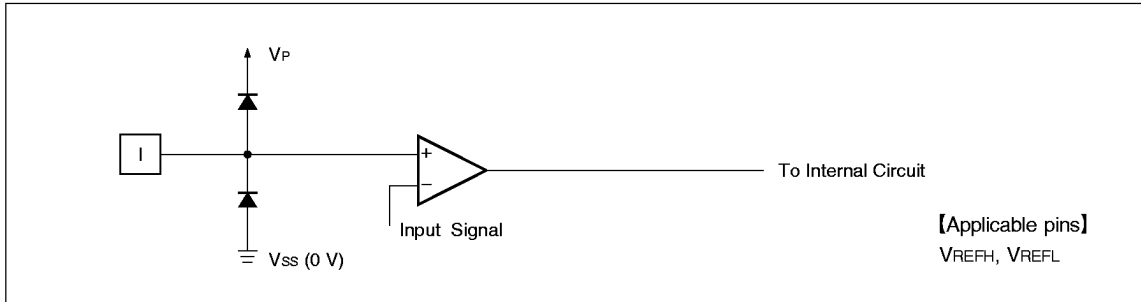 VP
I
+
−
To Internal Circuit
Input Signal
VSS (0 V)
【Applicable pins】
VREFH, VREFL